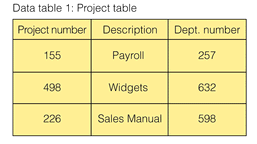 Data table 1: Project table
Project number Description Dept. number
155 Payroll 257
498 Widgets 632
226 Sales Manual 598